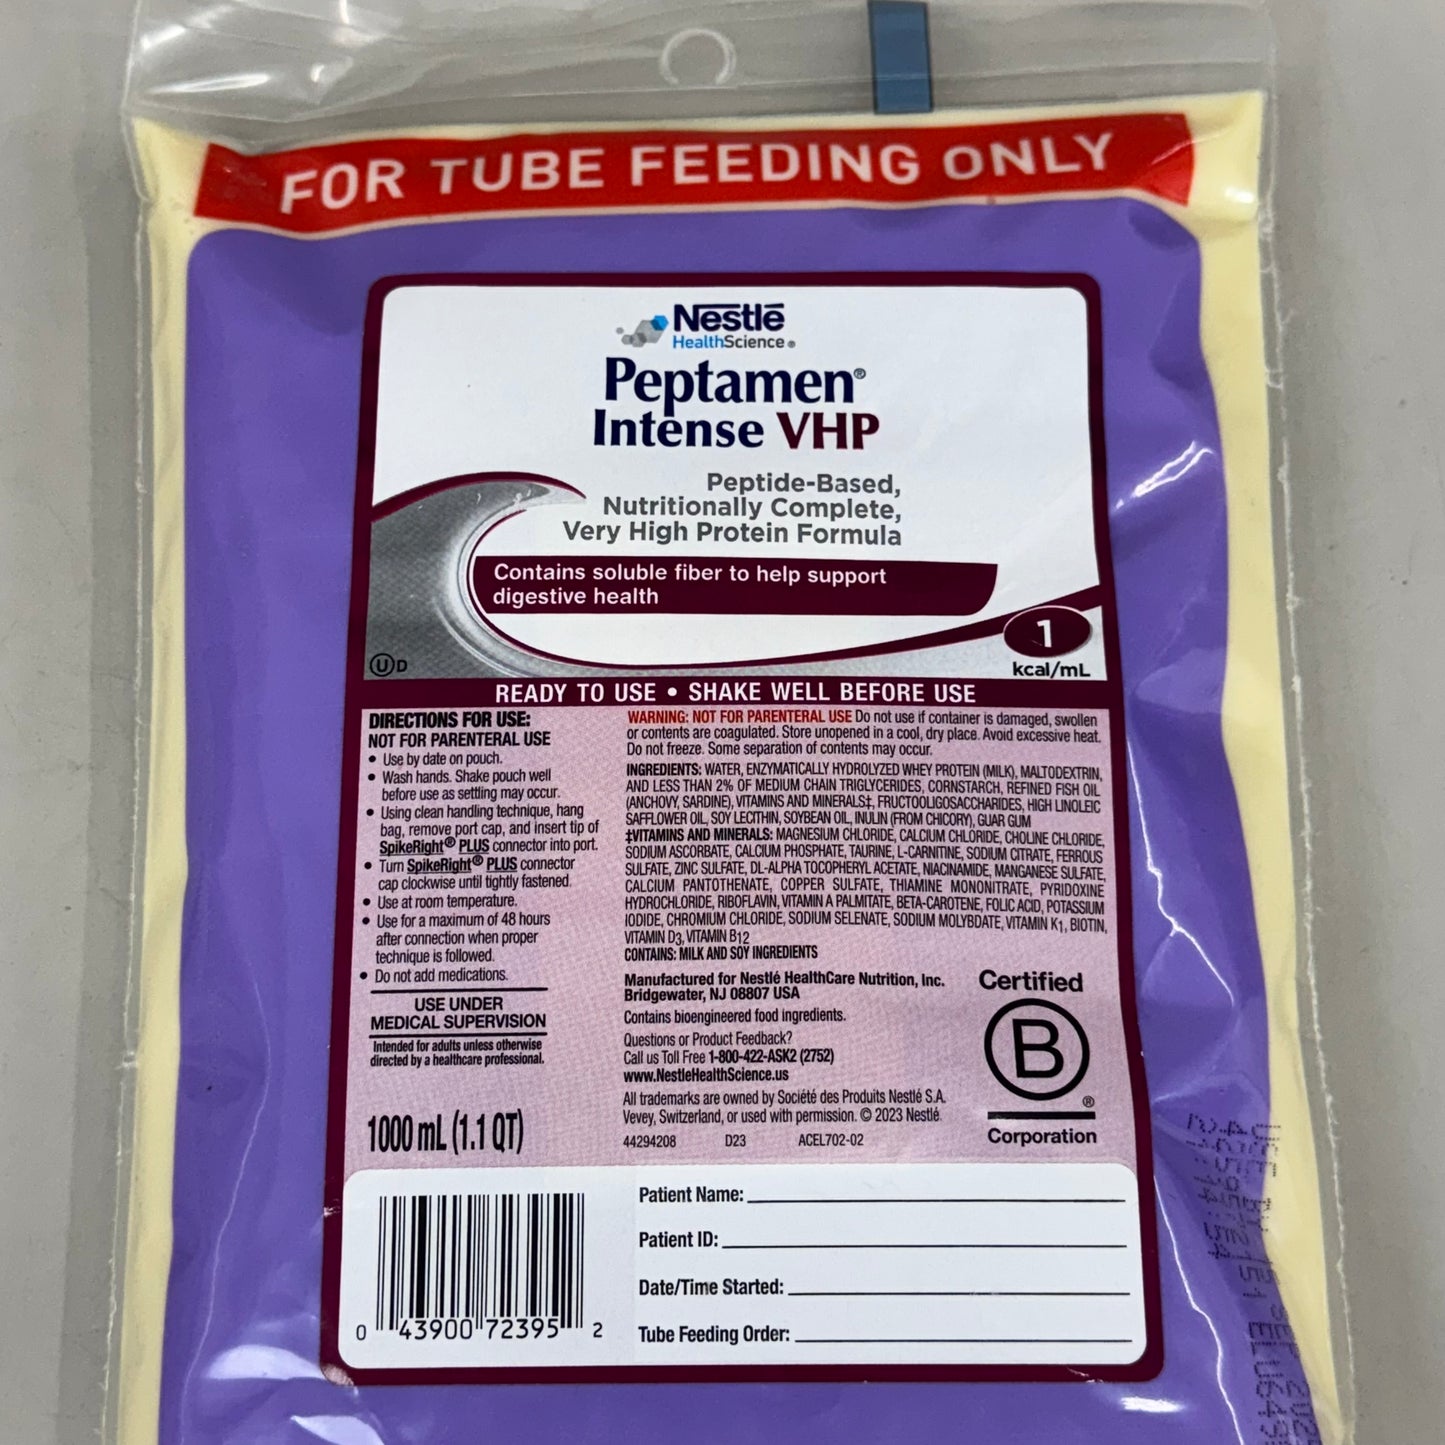 FOR TUBE FEEDING ONLY
Nestlé
HealthScience®
Peptamen®
Intense VHP
Peptide-Based,
Nutritionally Complete,
Very High Protein Formula
Contains soluble fiber to help support
digestive health
1
kcal/mL
U D
READY TO USE • SHAKE WELL BEFORE USE
DIRECTIONS FOR USE:
NOT FOR PARENTERAL USE
• Use by date on pouch.
• Wash hands. Shake pouch well
before use as settling may occur.
• Using clean handling technique, hang
bag, remove port cap, and insert tip of
SpikeRight® PLUS connector into port.
• Turn SpikeRight® PLUS connector
cap clockwise until tightly fastened.
• Use at room temperature.
• Use for a maximum of 48 hours
after connection when proper
technique is followed.
• Do not add medications.
USE UNDER
MEDICAL SUPERVISION
Intended for adults unless otherwise
directed by a healthcare professional.
1000 mL (1.1 QT)
WARNING: NOT FOR PARENTERAL USE Do not use if container is damaged, swollen
or contents are coagulated. Store unopened in a cool, dry place. Avoid excessive heat.
Do not freeze. Some separation of contents may occur.
INGREDIENTS: WATER, ENZYMATICALLY HYDROLYZED WHEY PROTEIN (MILK), MALTODEXTRIN,
AND LESS THAN 2% OF MEDIUM CHAIN TRIGLYCERIDES, CORNSTARCH, REFINED FISH OIL
(ANCHOVY, SARDINE), VITAMINS AND MINERALS‡, FRUCTOOLIGOSACCHARIDES, HIGH LINOLEIC
SAFFLOWER OIL, SOY LECITHIN, SOYBEAN OIL, INULIN (FROM CHICORY), GUAR GUM
‡VITAMINS AND MINERALS: MAGNESIUM CHLORIDE, CALCIUM CHLORIDE, CHOLINE CHLORIDE,
SODIUM ASCORBATE, CALCIUM PHOSPHATE, TAURINE, L-CARNITINE, SODIUM CITRATE, FERROUS
SULFATE, ZINC SULFATE, DL-ALPHA TOCOPHERYL ACETATE, NIACINAMIDE, MANGANESE SULFATE,
CALCIUM PANTOTHENATE, COPPER SULFATE, THIAMINE MONONITRATE, PYRIDOXINE
HYDROCHLORIDE, RIBOFLAVIN, VITAMIN A PALMITATE, BETA-CAROTENE, FOLIC ACID, POTASSIUM
IODIDE, CHROMIUM CHLORIDE, SODIUM SELENATE, SODIUM MOLYBDATE, VITAMIN K1, BIOTIN,
VITAMIN D3, VITAMIN B12
CONTAINS: MILK AND SOY INGREDIENTS
Manufactured for Nestlé HealthCare Nutrition, Inc.
Bridgewater, NJ 08807 USA
Contains bioengineered food ingredients.
Questions or Product Feedback?
Call us Toll Free 1-800-422-ASK2 (2752)
www.NestleHealthScience.us
All trademarks are owned by Société des Produits Nestlé S.A.
Vevey, Switzerland, or used with permission. © 2023 Nestlé.
44294208 D23 ACEL702-02
Certified
B
®
Corporation
0 43900 72395 2
Patient Name:
Patient ID:
Date/Time Started:
Tube Feeding Order: